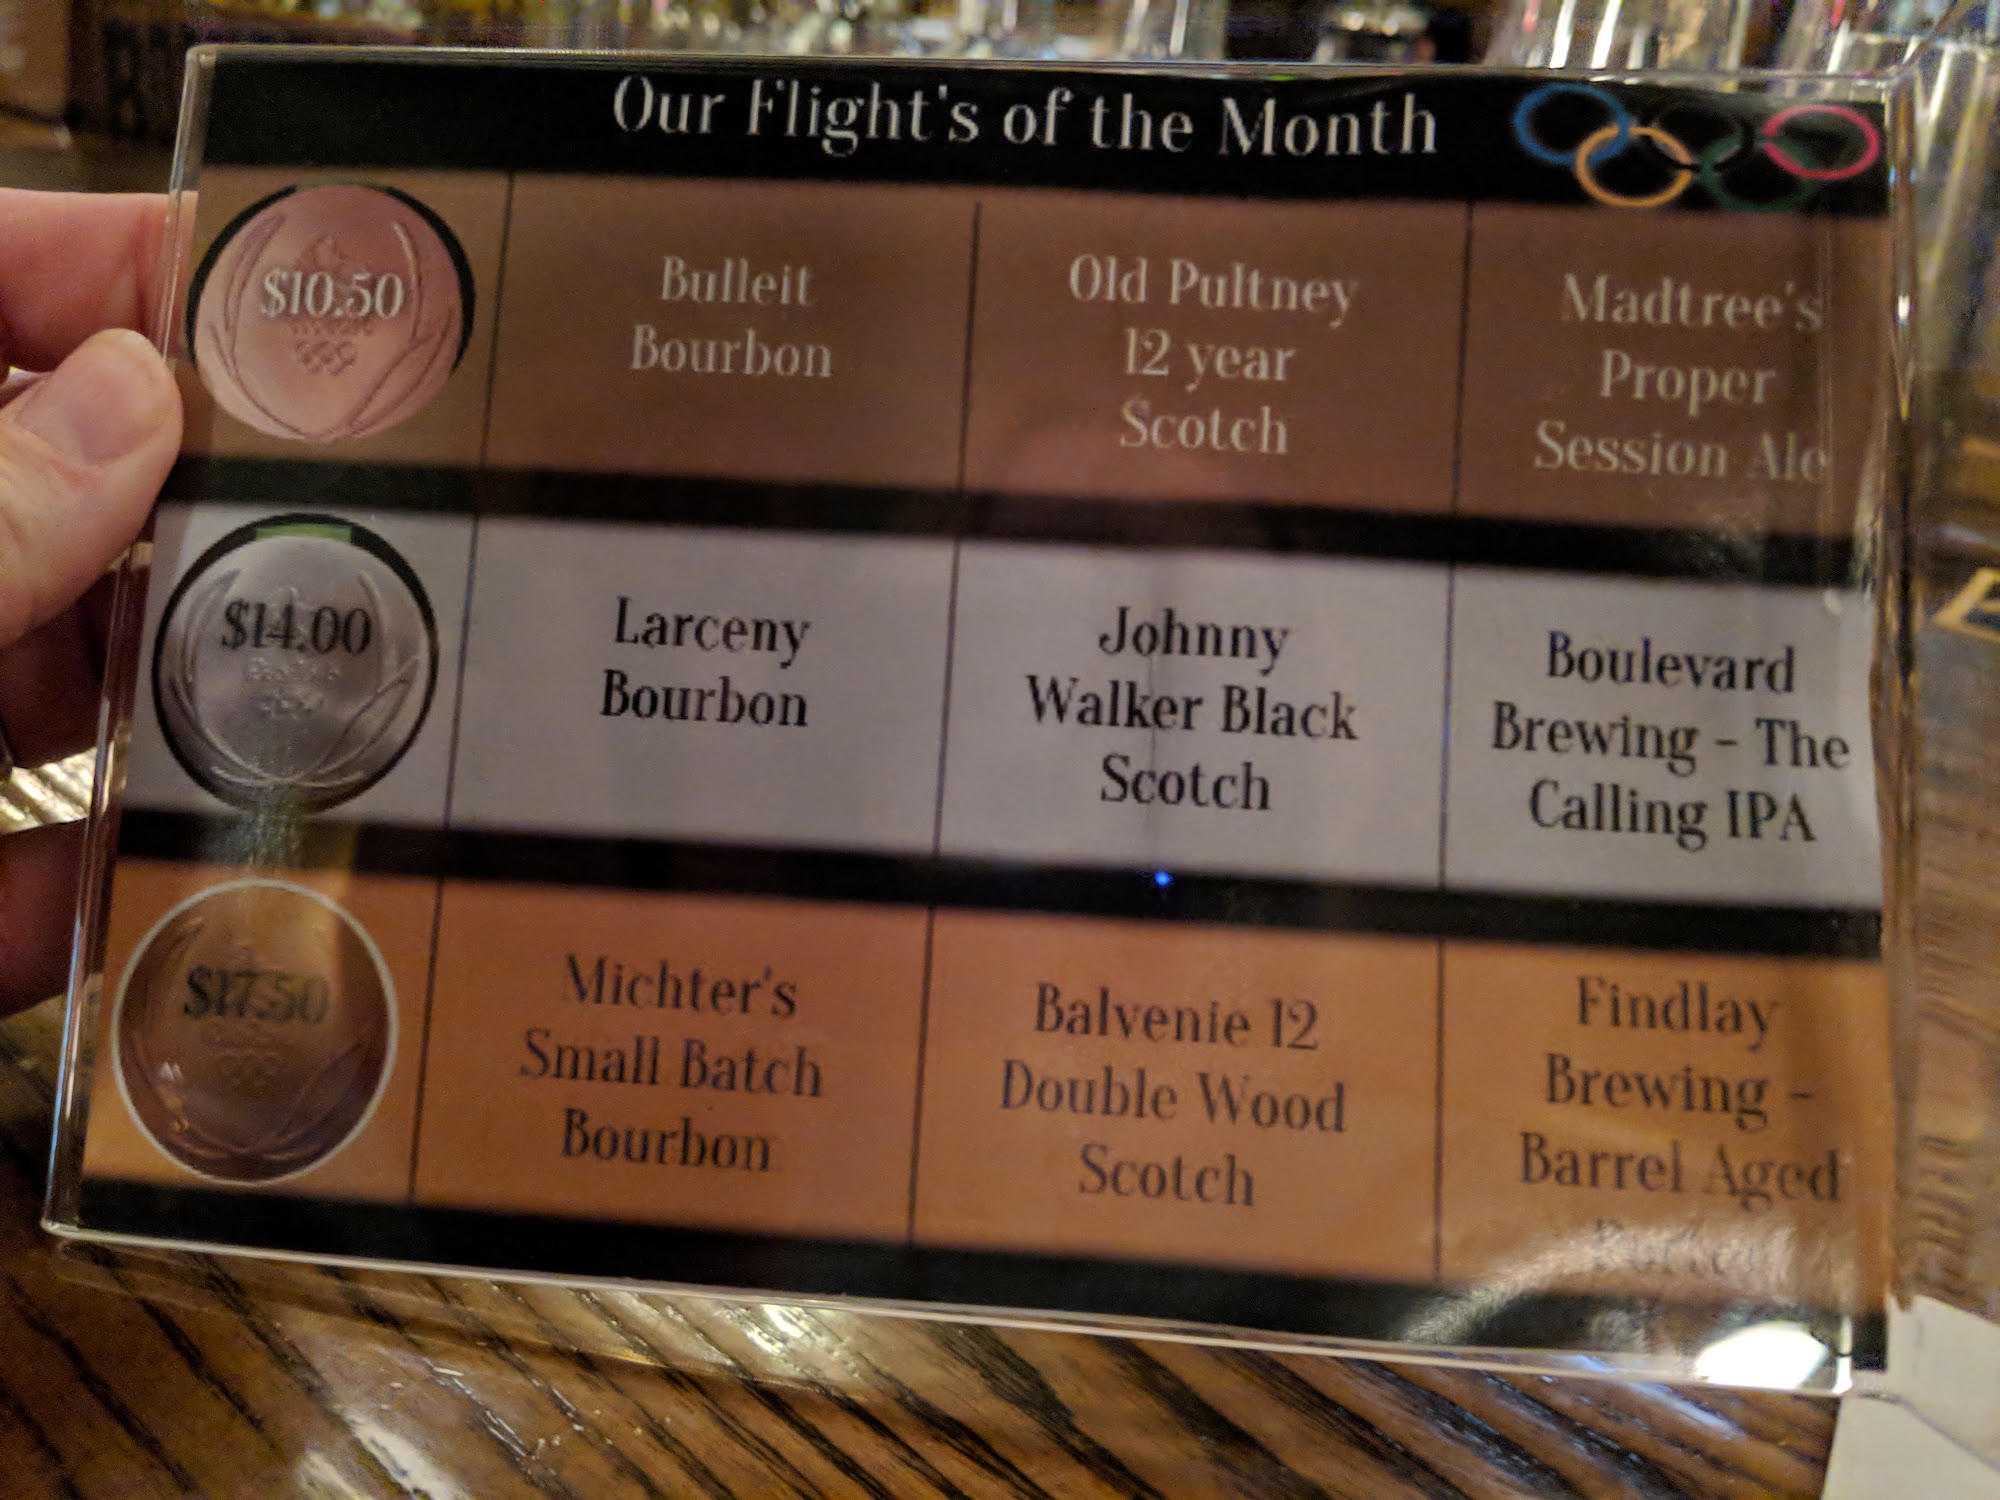 Our Flight's of the Month
$10.50
Bulleit
Bourbon
Old Pultney
12 year
Scotch
Madtree's
Proper
Session Ale
$14.00
Larceny
Bourbon
Johnny
Walker Black
Scotch
Boulevard
Brewing - The
Calling IPA
$17.50
Michter's
Small Batch
Bourbon
Balvenie 12
Double Wood
Scotch
Findlay
Brewing -
Barrel Aged